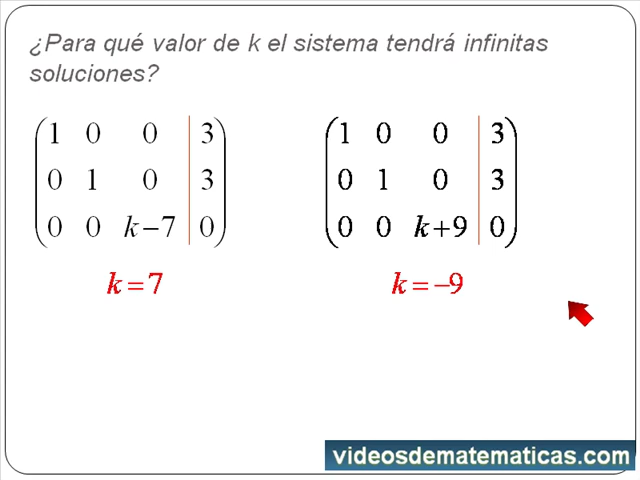 ¿Para qué valor de k el sistema tendrá infinitas
soluciones?
1 0 0 3
0 1 0 3
0 0 k−7 0
k=7
1 0 0 3
0 1 0 3
0 0 k+9 0
k=−9
videosdematematicas.com